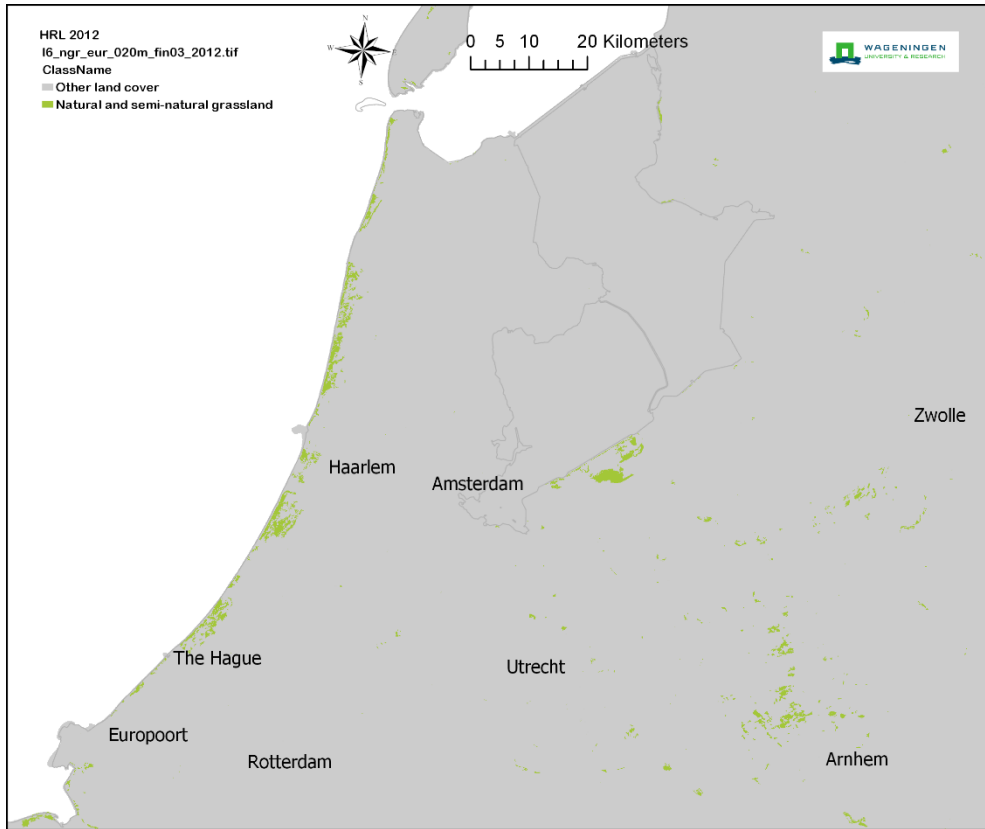 HRL 2012
l6_ngr_eur_020m_fin03_2012.tif
ClassName
Other land cover
Natural and semi-natural grassland
N
W E
S
0 5 10 20 Kilometers
WAGENINGEN
UNIVERSITY & RESEARCH
Zwolle
Haarlem
Amsterdam
The Hague
Utrecht
Europoort
Rotterdam
Arnhem